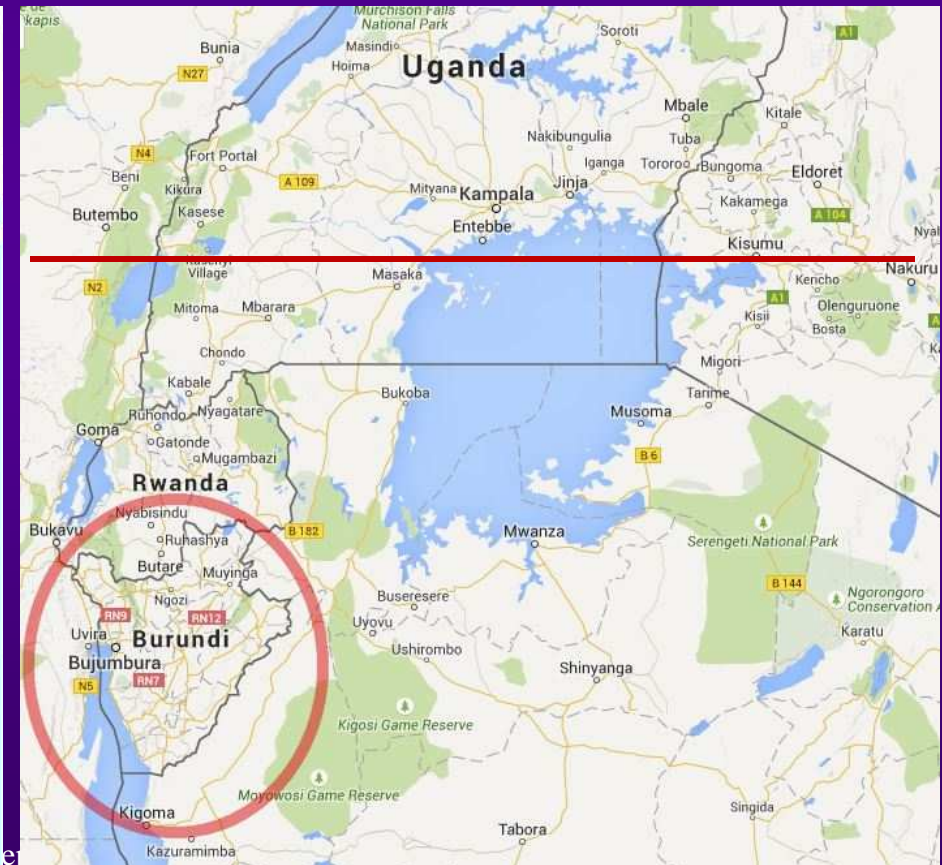 Murchison Falls
National Park
Soroti
A1
Bunia
Masindi
Hoima
N27
Uganda
Mbale
Kitale
Nakibungulia
Tuba
N4
Fort Portal
Iganga
Tororo
Bungoma
Eldoret
Beni
Kikura
A 109
Mityana
Kampala
Jinja
Kakamega
Butembo
Kasese
A 104
Entebbe
Kisumu
Village
Masaka
Kericho
Nakuru
N2
A1
Mitoma
Mbarara
Kisii
Olenguruone
Bosta
Chondo
Migori
Kabale
Bukoba
Tarime
Ruhondo
Nyagatare
Musoma
Goma
Gatonde
Mugambazi
B 6
Rwanda
Nyabisindu
Bukavu
Ruhashya
B 182
Mwanza
Serengeti National Park
Butare
Muyinga
B 144
Ngozi
Buseresere
Ngorongoro
Conservation A
RN9
RN12
Uyovu
Karatu
Uvira
Burundi
Ushirombo
Bujumbura
Shinyanga
N5
RN7
Kigosi Game Reserve
Moyowosi Game Reserve
Kigoma
Singida
Tabora
Kazuramimba